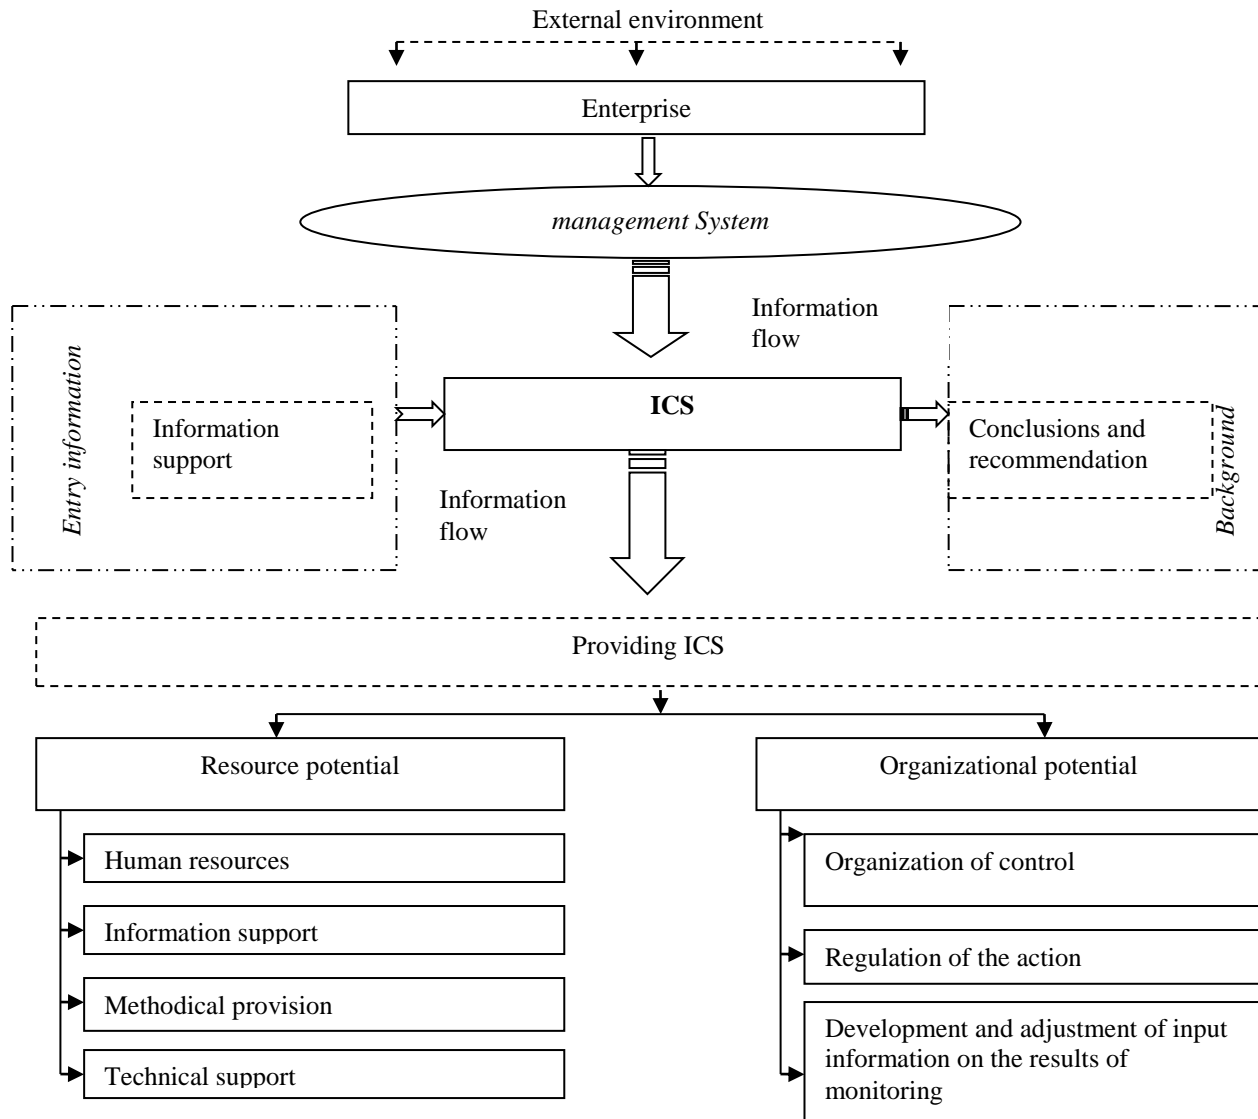 External environment
Enterprise
management System
Information
flow
Entry information
Information
support
ICS
Conclusions and
recommendation
Background
Information
flow
Providing ICS
Resource potential
Organizational potential
Human resources
Information support
Methodical provision
Technical support
Organization of control
Regulation of the action
Development and adjustment of input
information on the results of
monitoring